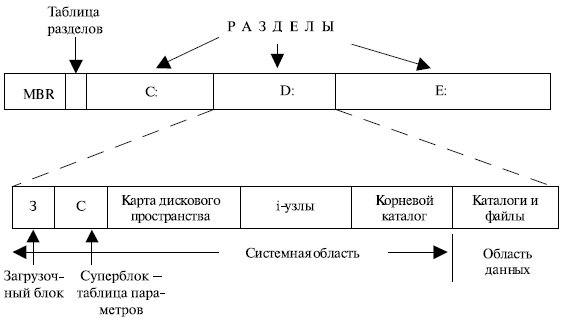 Таблица
разделов
Р А З Д Е Л Ы
MBR
C:
D:
E:
З
С
Карта дискового
пространства
i-узлы
Корневой
каталог
Каталоги и
файлы
Системная область
Область
данных
Загрузоч-
ный блок
Суперблок –
таблица пара-
метров